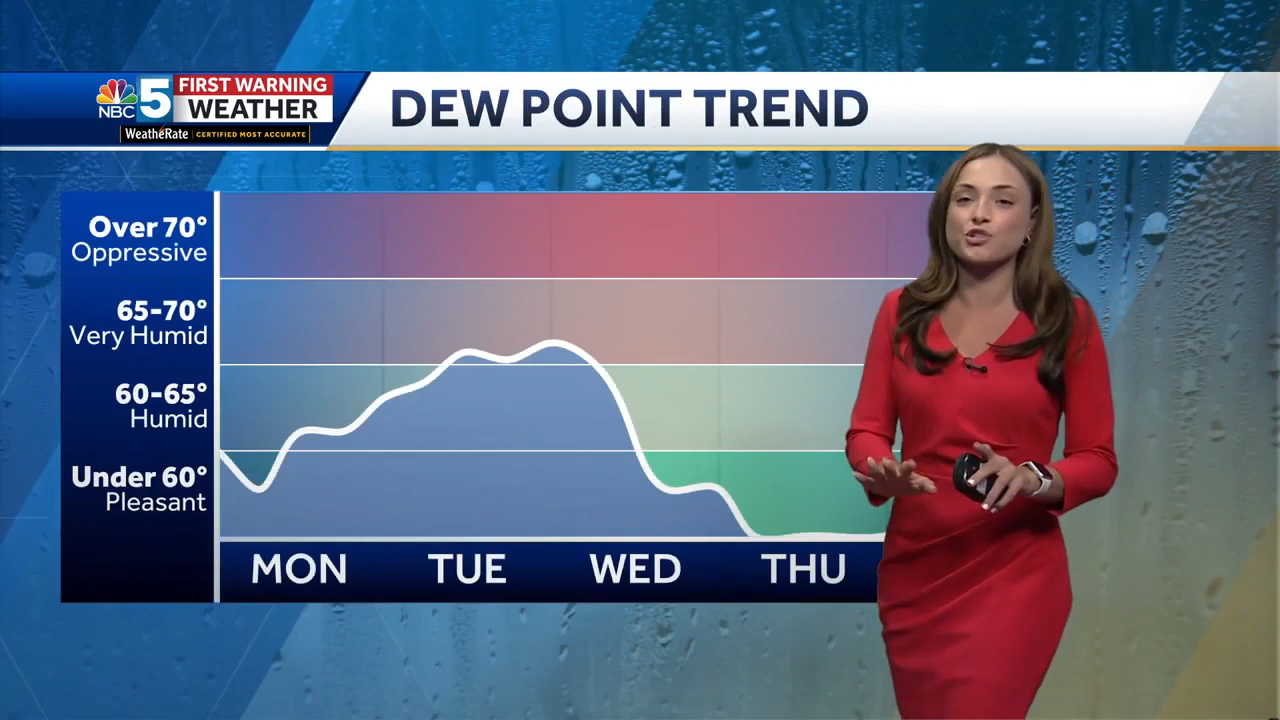 NBC
5
FIRST WARNING
WEATHER
WeatheRate | CERTIFIED MOST ACCURATE
DEW POINT TREND
Over 70°
Oppressive
65-70°
Very Humid
60-65°
Humid
Under 60°
Pleasant
MON TUE WED THU